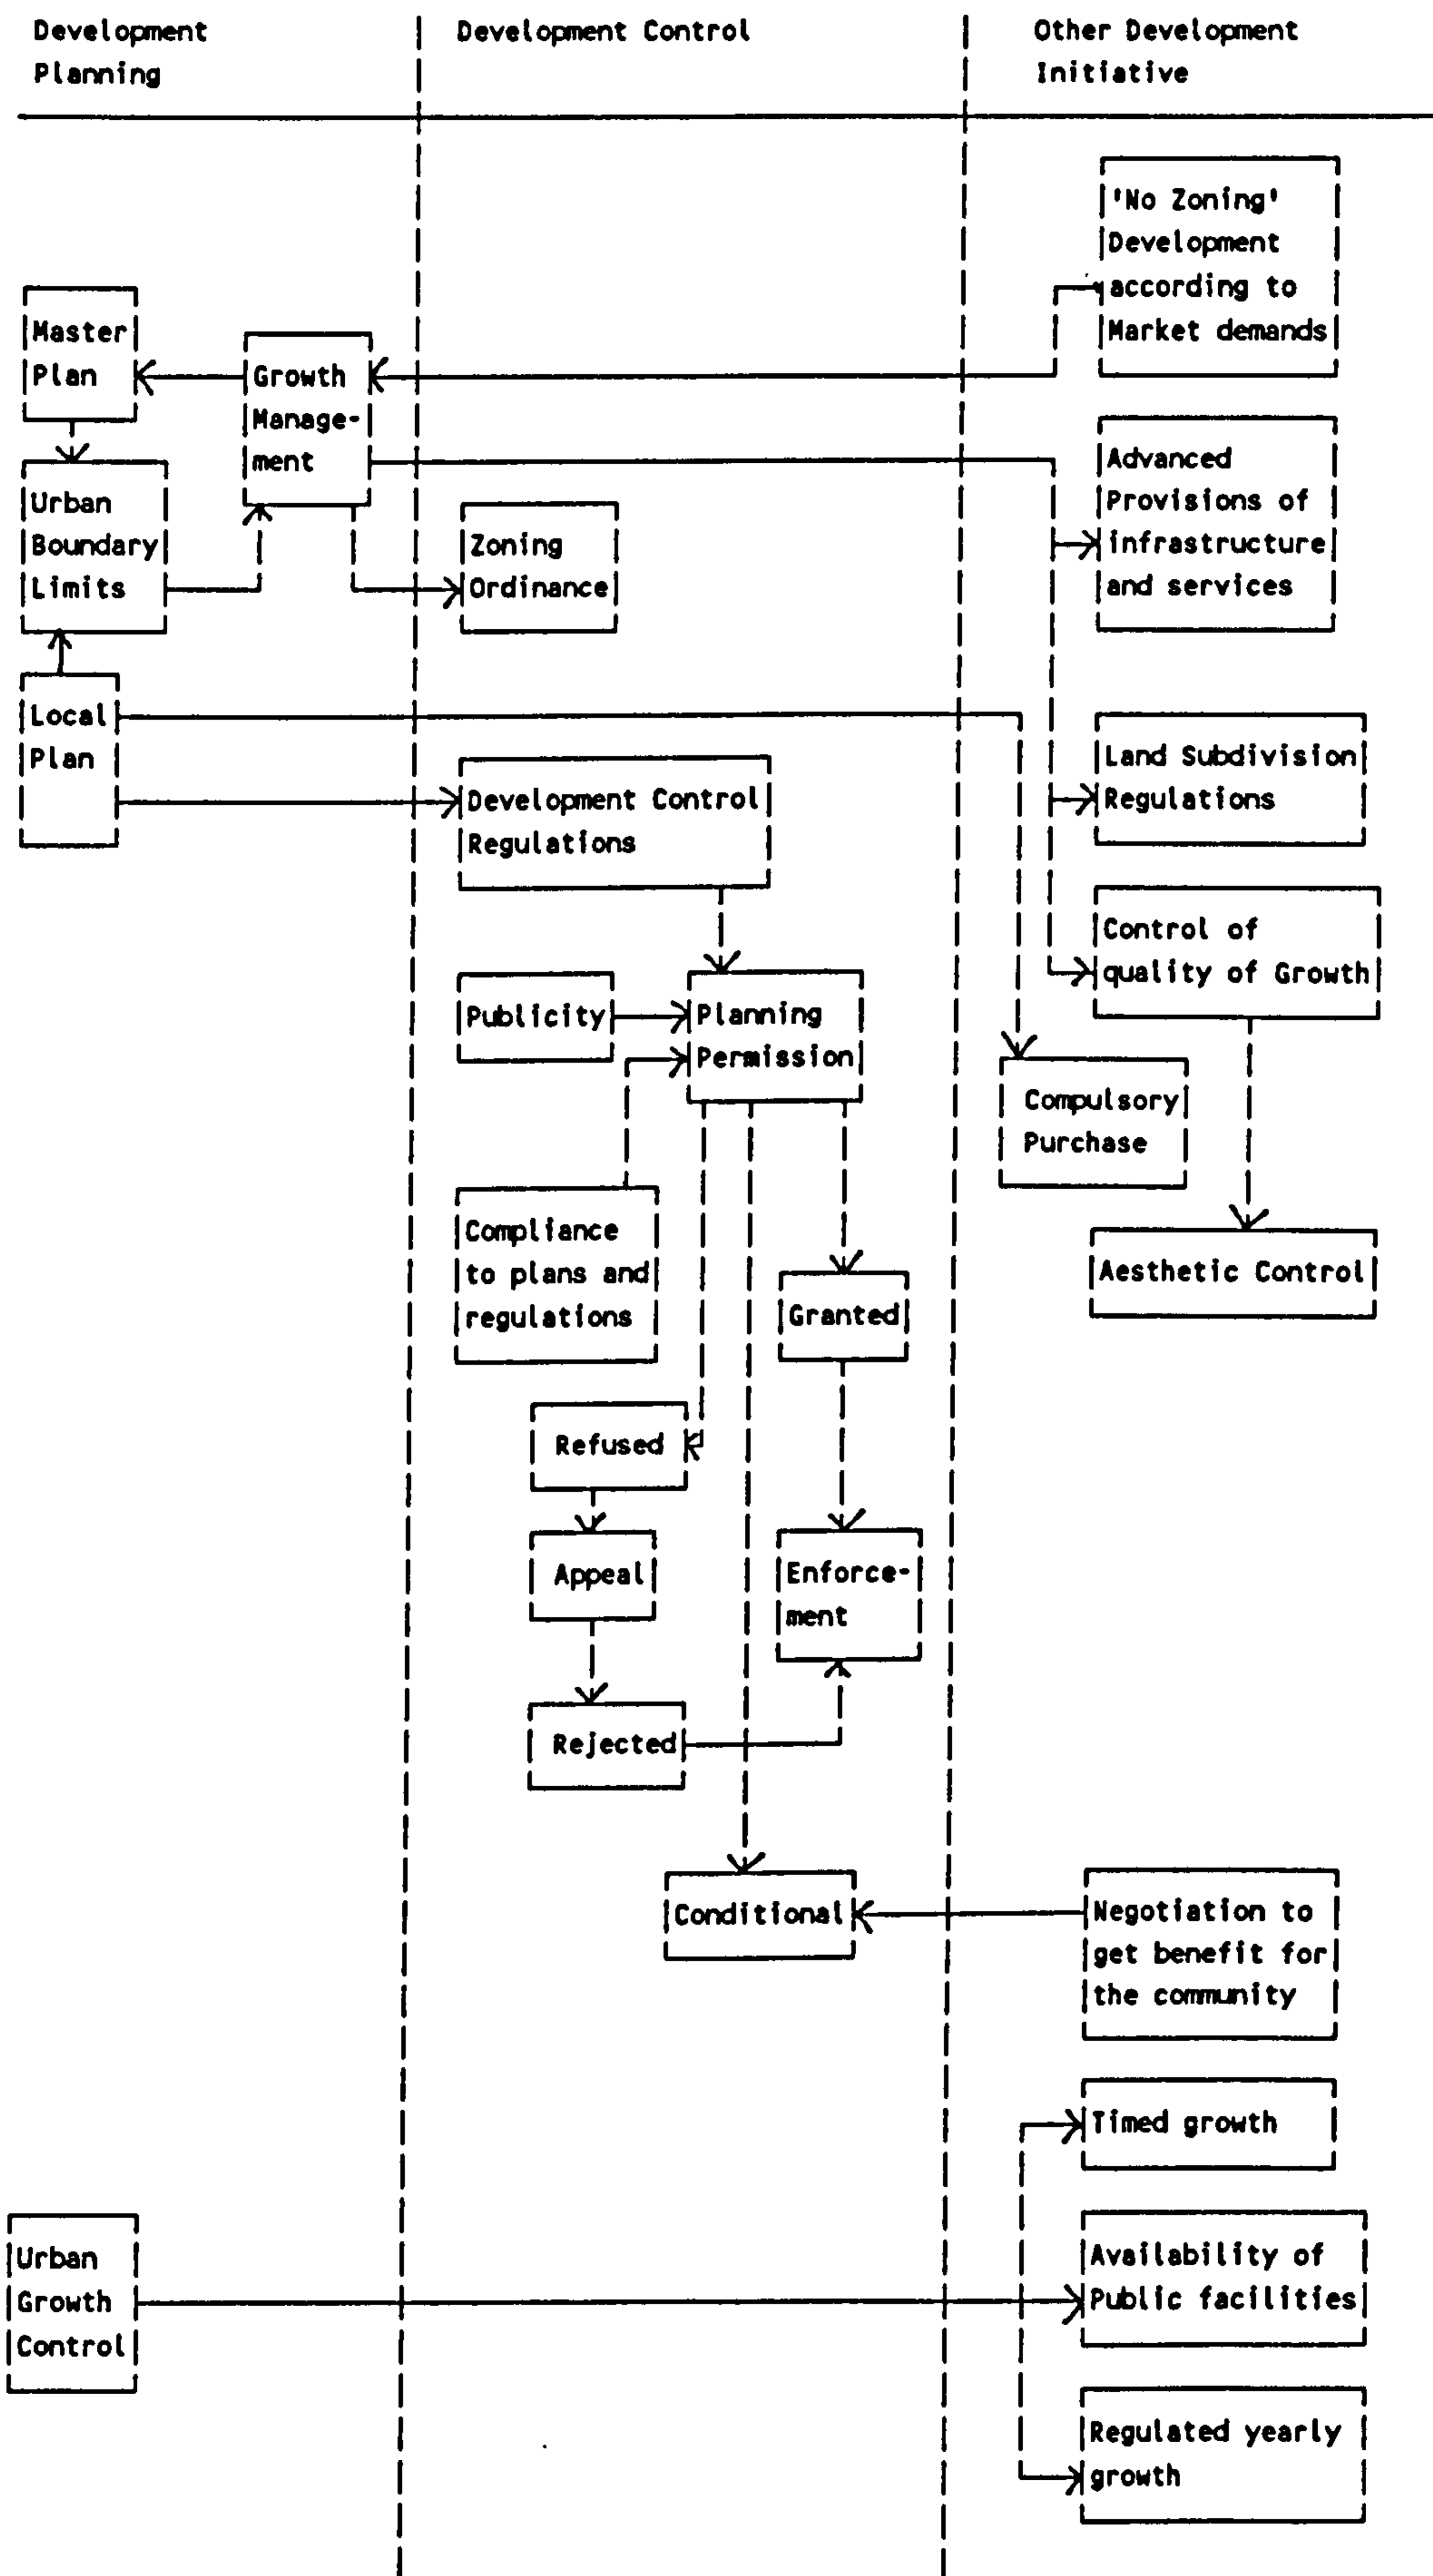 Development
Planning
Development Control
Other Development
Initiative
'No Zoning'
Development
according to
Market demands
Master
Plan
Growth
Manage-
ment
Advanced
Provisions of
infrastructure
and services
Urban
Boundary
Limits
Zoning
Ordinance
Local
Plan
Land Subdivision
Regulations
Development Control
Regulations
Control of
quality of Growth
Publicity
Planning
Permission
Compulsory
Purchase
Compliance
to plans and
regulations
Granted
Aesthetic Control
Refused
Appeal
Enforce-
ment
Rejected
Conditional
Negotiation to
get benefit for
the community
Timed growth
Urban
Growth
Control
Availability of
Public facilities
Regulated yearly
growth